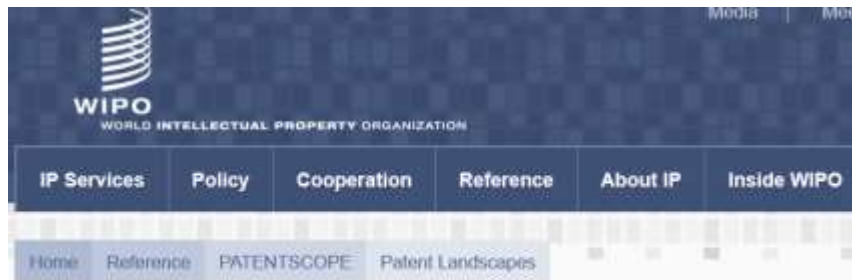 Media |
WIPO
WORLD INTELLECTUAL PROPERTY ORGANIZATION
IP Services Policy Cooperation Reference About IP Inside WIPO
Home Reference PATENTSCOPE Patent Landscapes